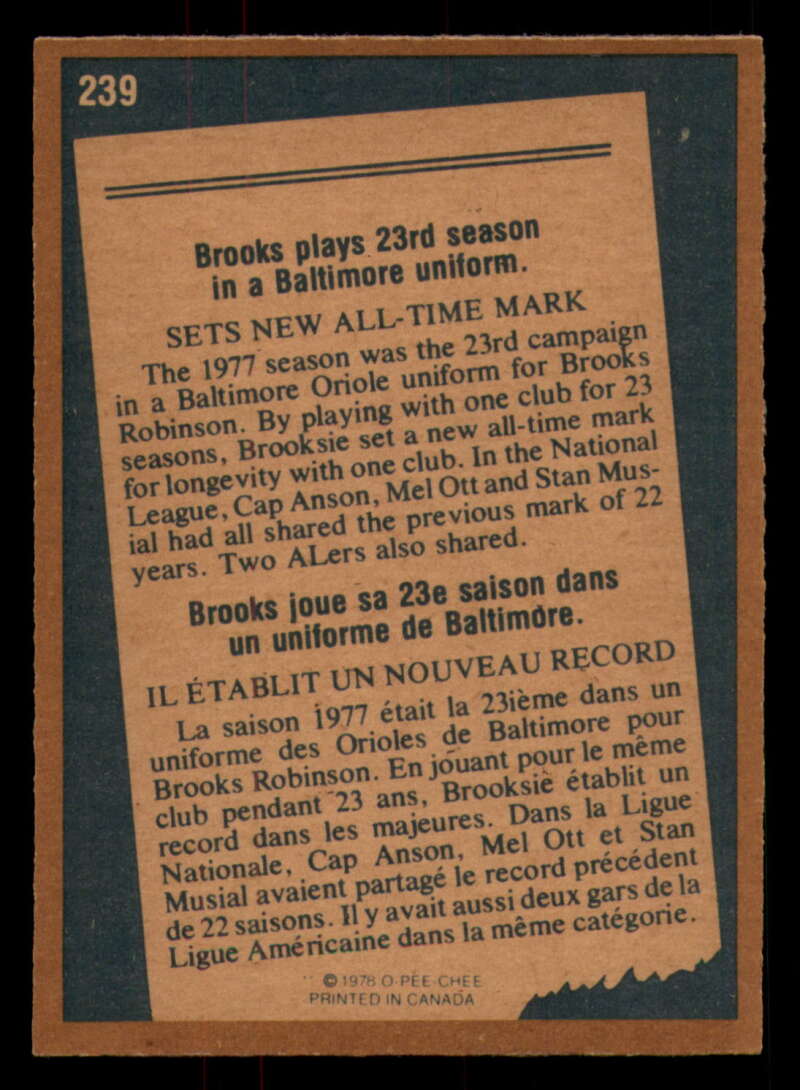 239
Brooks plays 23rd season
in a Baltimore uniform.
SETS NEW ALL-TIME MARK
The 1977 season was the 23rd campaign
in a Baltimore Oriole uniform for Brooks
Robinson. By playing with one club for 23
seasons, Brooksie set a new all-time mark
for longevity with one club. In the National
League, Cap Anson, Mel Ott and Stan Mus-
ial had all shared the previous mark of 22
years. Two ALers also shared.
Brooks joue sa 23e saison dans
un uniforme de Baltimore.
IL ÉTABLIT UN NOUVEAU RECORD
La saison 1977 était la 23ième dans un
uniforme des Orioles de Baltimore pour
Brooks Robinson. En jouant pour le même
club pendant 23 ans, Brooksie établit un
record dans les majeures. Dans la Ligue
Nationale, Cap Anson, Mel Ott et Stan
Musial avaient partagé le record précédent
de 22 saisons. Il y avait aussi deux gars de la
Ligue Américaine dans la même catégorie.
© 1978 O-PEE-CHEE
PRINTED IN CANADA